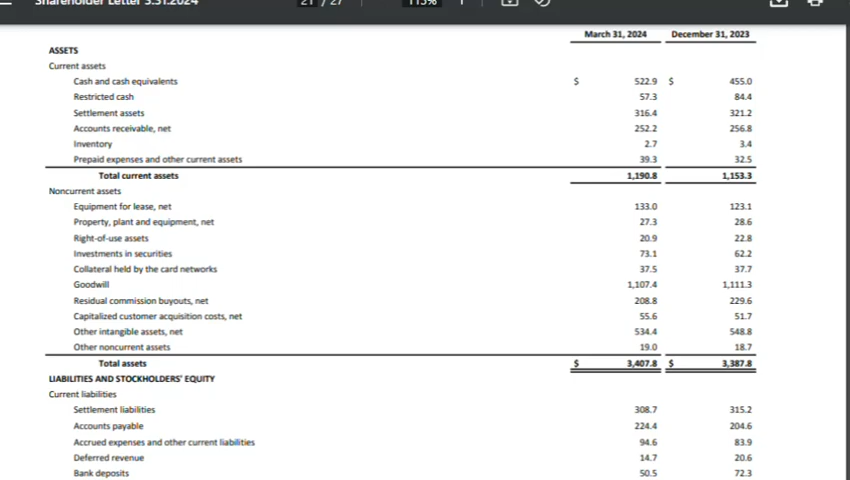 Shareholder Letter 3.31.2024 21 / 27 115%
March 31, 2024 December 31, 2023
ASSETS
Current assets
Cash and cash equivalents $ 522.9 $ 455.0
Restricted cash 57.3 84.4
Settlement assets 316.4 321.2
Accounts receivable, net 252.2 256.8
Inventory 2.7 3.4
Prepaid expenses and other current assets 39.3 32.5
Total current assets 1,190.8 1,153.3
Noncurrent assets
Equipment for lease, net 133.0 123.1
Property, plant and equipment, net 27.3 28.6
Right-of-use assets 20.9 22.8
Investments in securities 73.1 62.2
Collateral held by the card networks 37.5 37.7
Goodwill 1,107.4 1,111.3
Residual commission buyouts, net 208.8 229.6
Capitalized customer acquisition costs, net 55.6 51.7
Other intangible assets, net 534.4 548.8
Other noncurrent assets 19.0 18.7
Total assets $ 3,407.8 $ 3,387.8
LIABILITIES AND STOCKHOLDERS' EQUITY
Current liabilities
Settlement liabilities 308.7 315.2
Accounts payable 224.4 204.6
Accrued expenses and other current liabilities 94.6 83.9
Deferred revenue 14.7 20.6
Bank deposits 50.5 72.3